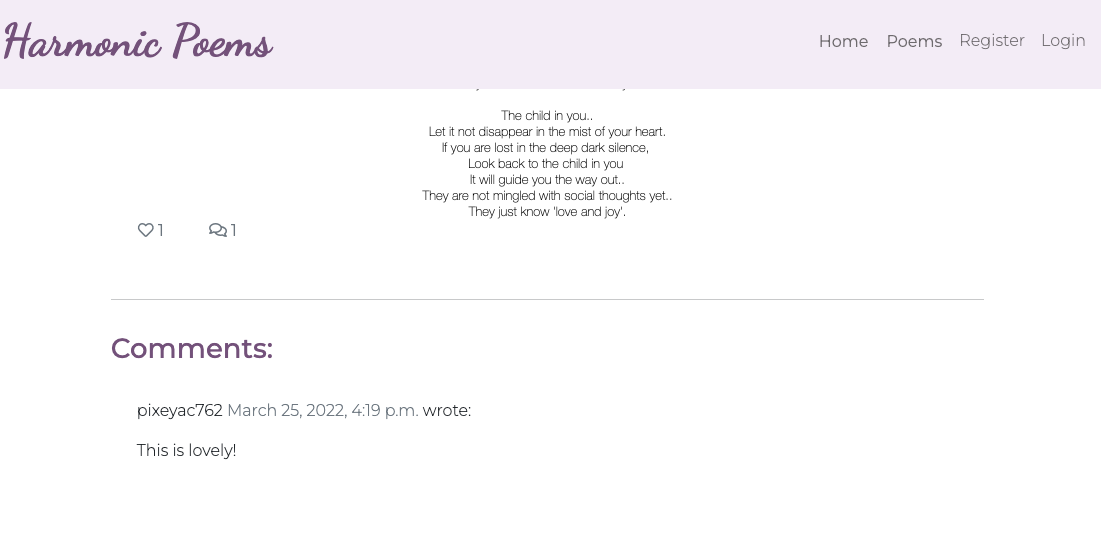 Harmonic Poems
Home Poems Register Login
The child in you..
Let it not disappear in the mist of your heart.
If you are lost in the deep dark silence,
Look back to the child in you
It will guide you the way out..
They are not mingled with social thoughts yet..
They just know 'love and joy'.
1 1
Comments:
pixeyac762 March 25, 2022, 4:19 p.m. wrote:
This is lovely!